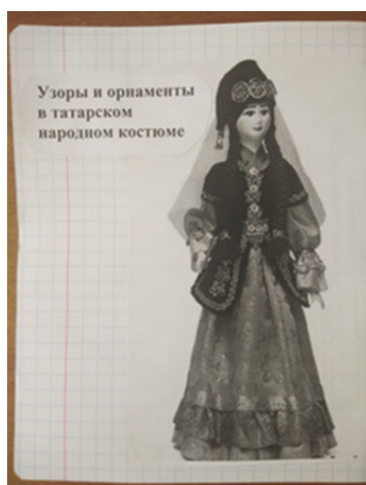 Узоры и орнаменты
в татарском
народном костюме